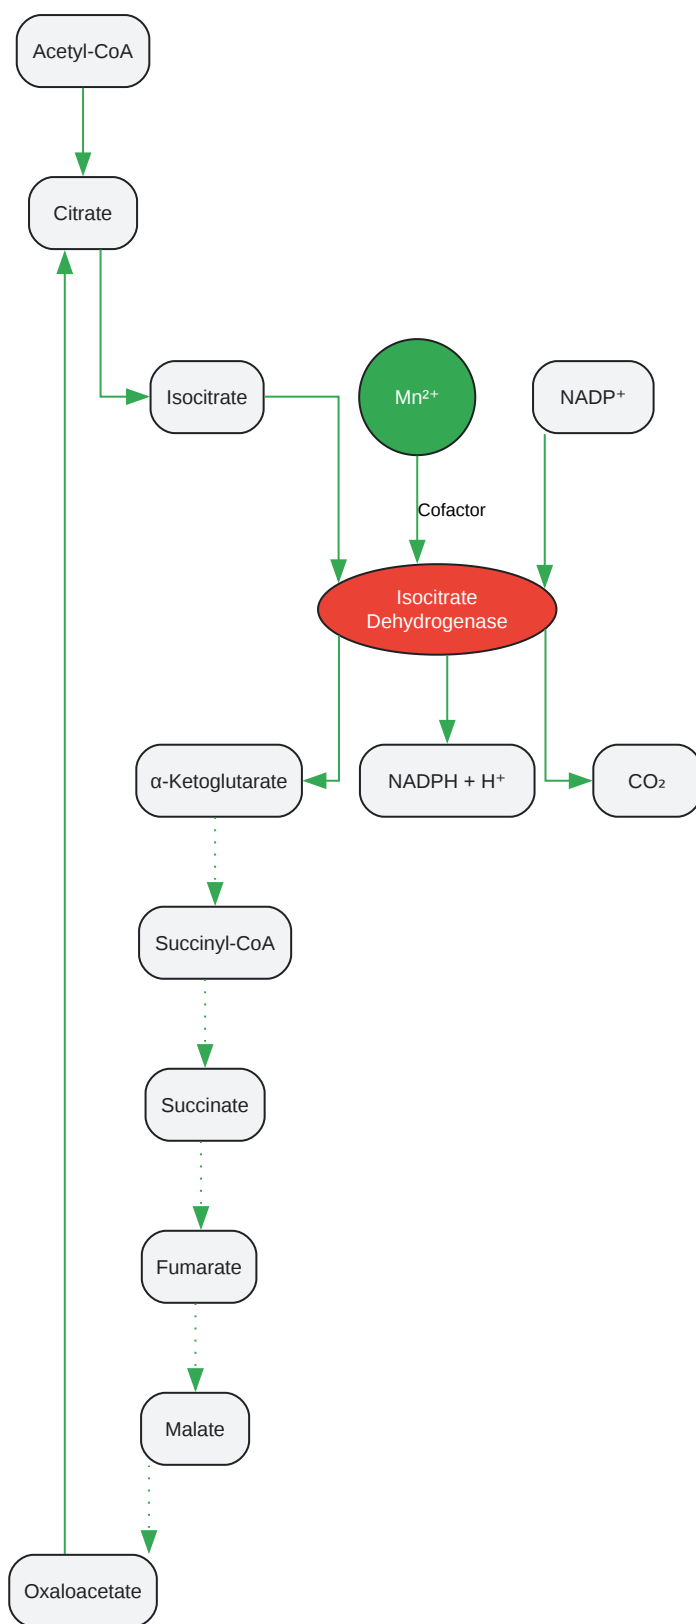 Acetyl-CoA
Citrate
Isocitrate
Mn²⁺
NADP⁺
Cofactor
Isocitrate
Dehydrogenase
α-Ketoglutarate
NADPH + H⁺
CO₂
Succinyl-CoA
Succinate
Fumarate
Malate
Oxaloacetate